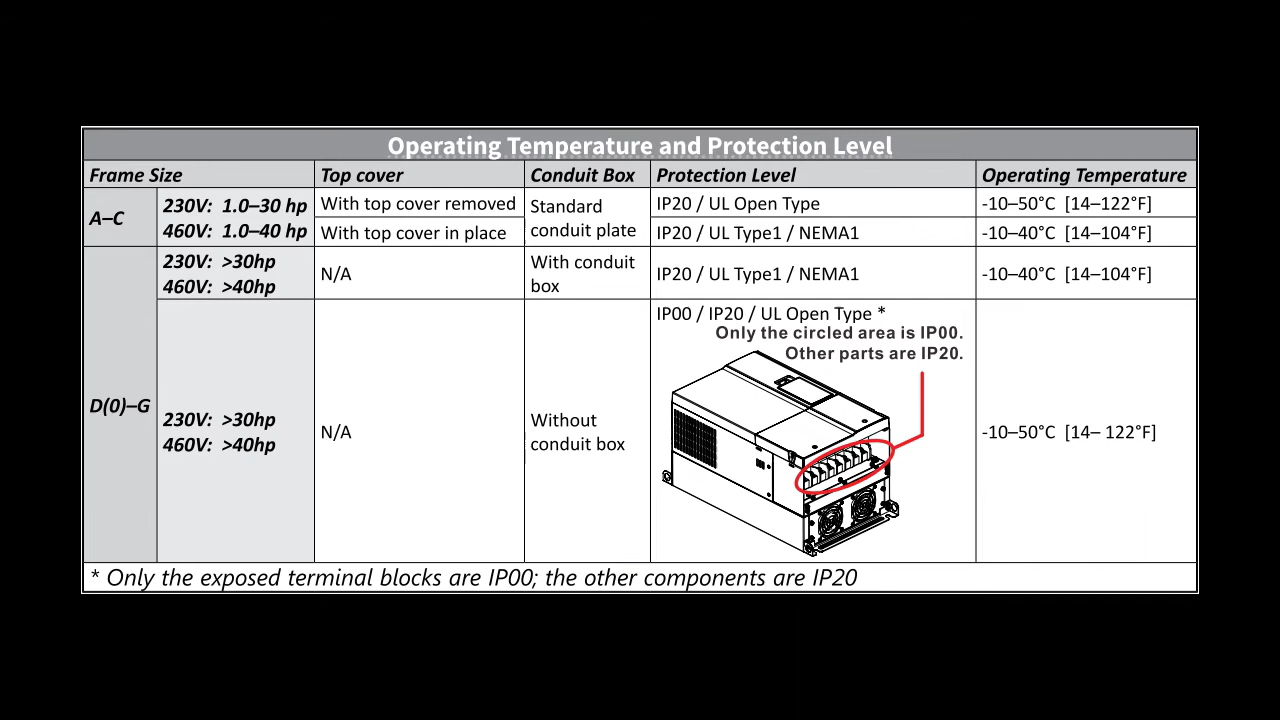 Operating Temperature and Protection Level
Frame Size
Top cover
Conduit Box
Protection Level
Operating Temperature
A–C
230V: 1.0–30 hp
460V: 1.0–40 hp
With top cover removed
Standard
conduit plate
IP20 / UL Open Type
-10–50°C [14–122°F]
With top cover in place
IP20 / UL Type1 / NEMA1
-10–40°C [14–104°F]
D(0)–G
230V: >30hp
460V: >40hp
N/A
With conduit
box
IP20 / UL Type1 / NEMA1
-10–40°C [14–104°F]
230V: >30hp
460V: >40hp
N/A
Without
conduit box
IP00 / IP20 / UL Open Type *
Only the circled area is IP00.
Other parts are IP20.
-10–50°C [14– 122°F]
* Only the exposed terminal blocks are IP00; the other components are IP20